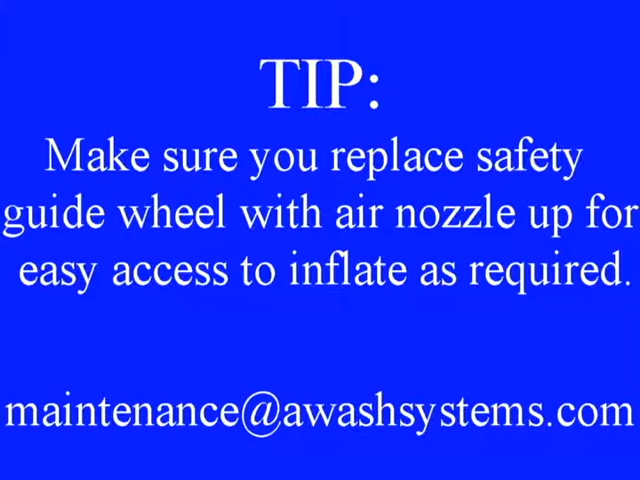 TIP:
Make sure you replace safety
guide wheel with air nozzle up for
easy access to inflate as required.
maintenance@awashsystems.com